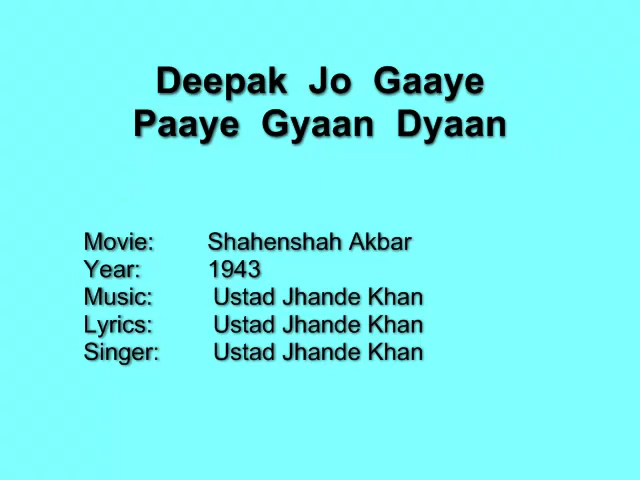 Deepak Jo Gaaye
Paaye Gyaan Dyaan
Movie: Shahenshah Akbar
Year: 1943
Music: Ustad Jhande Khan
Lyrics: Ustad Jhande Khan
Singer: Ustad Jhande Khan